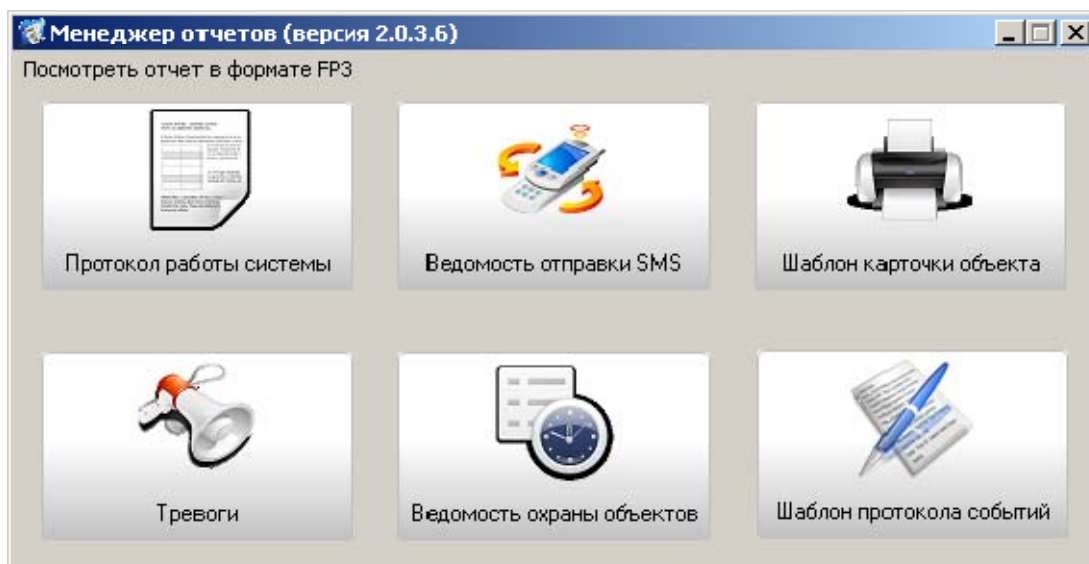 Менеджер отчетов (версия 2.0.3.6)
Посмотреть отчет в формате FP3
Протокол работы системы
Ведомость отправки SMS
Шаблон карточки объекта
Тревоги
Ведомость охраны объектов
Шаблон протокола событий